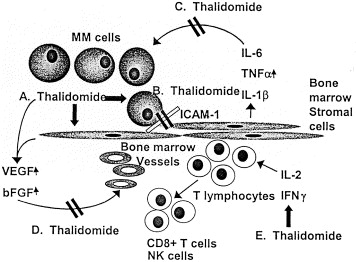 C. Thalidomide
MM cells
IL-6
TNFα
IL-1β
A. Thalidomide
B. Thalidomide
ICAM-1
Bone
marrow
Stromal
cells
Bone marrow
Vessels
VEGF
bFGF
IL-2
T lymphocytes
IFNγ
D. Thalidomide
CD8+ T cells
NK cells
E. Thalidomide